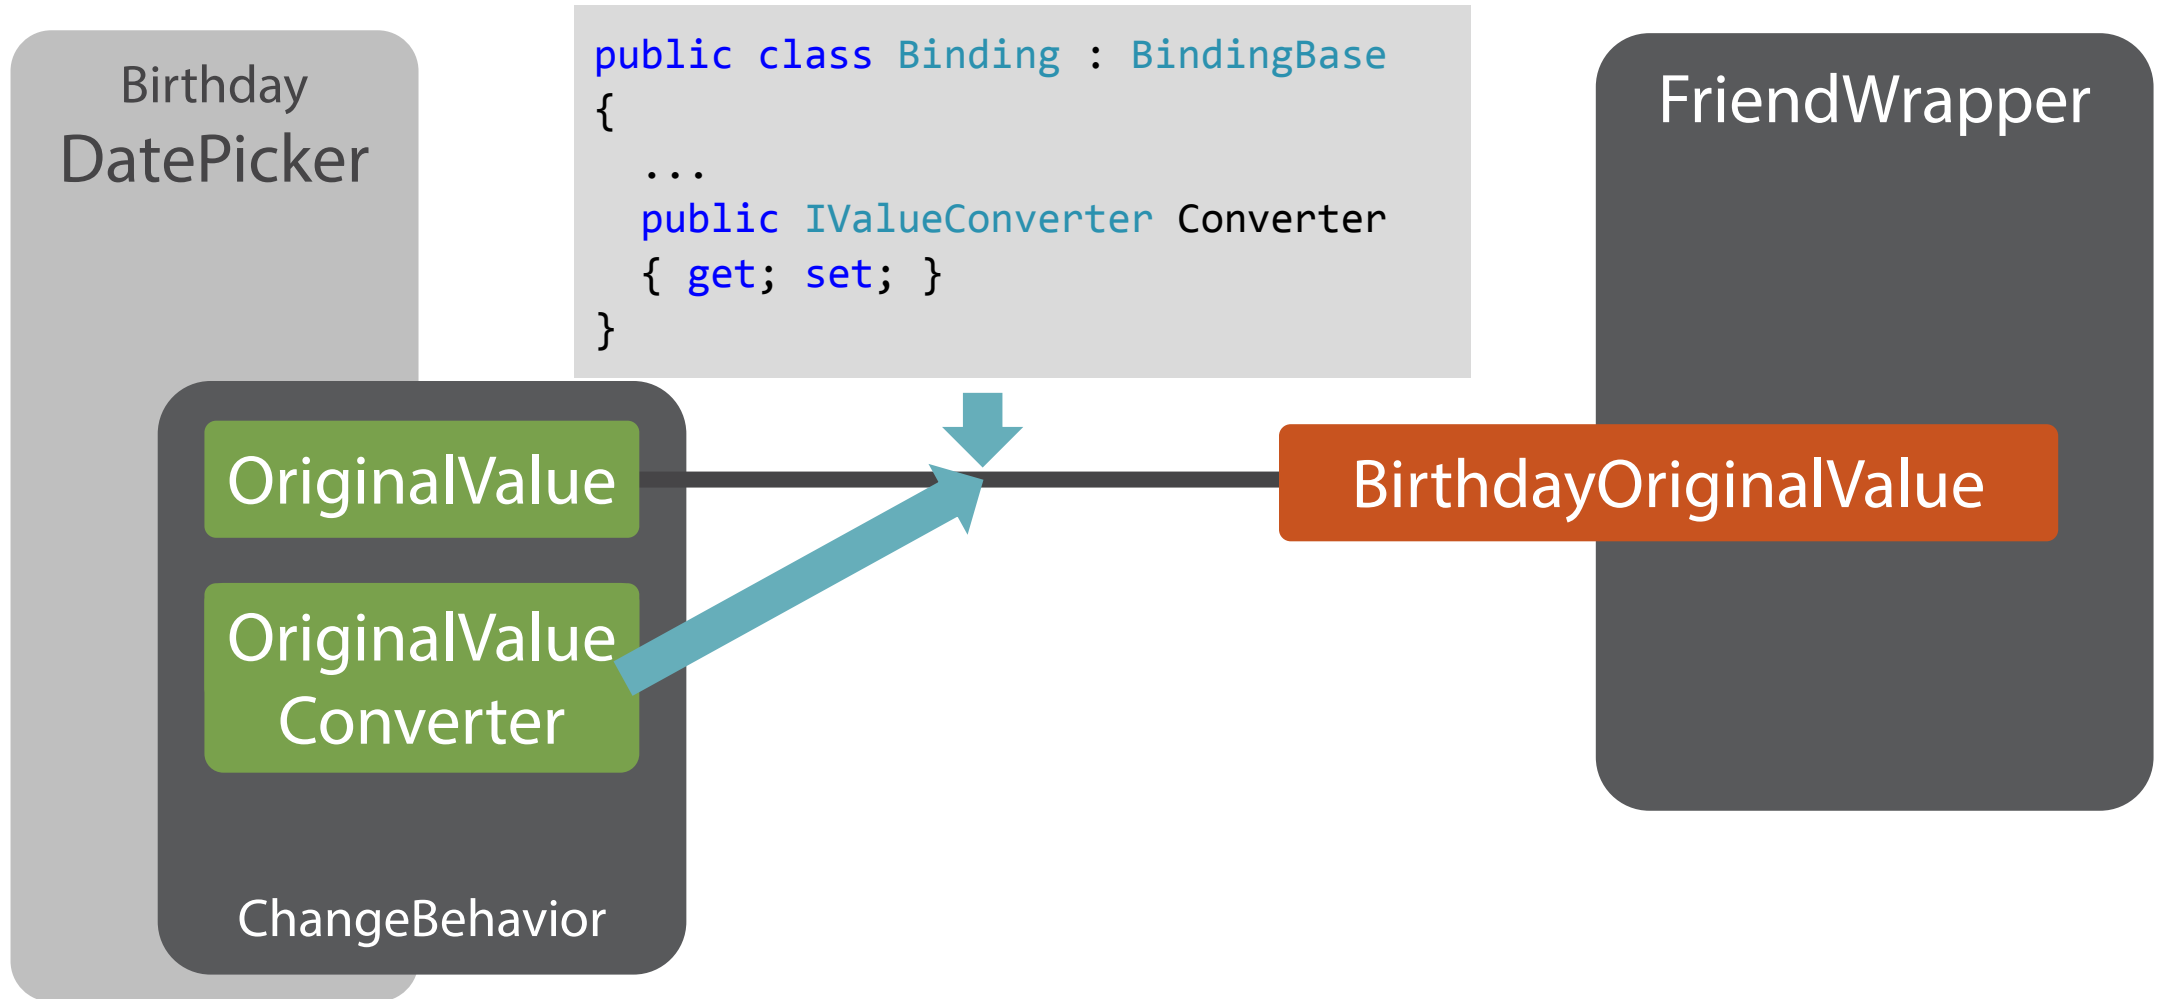 Birthday
DatePicker
public class Binding : BindingBase
{
  ...
  public IValueConverter Converter
  { get; set; }
}
FriendWrapper
OriginalValue
BirthdayOriginalValue
OriginalValue
Converter
ChangeBehavior